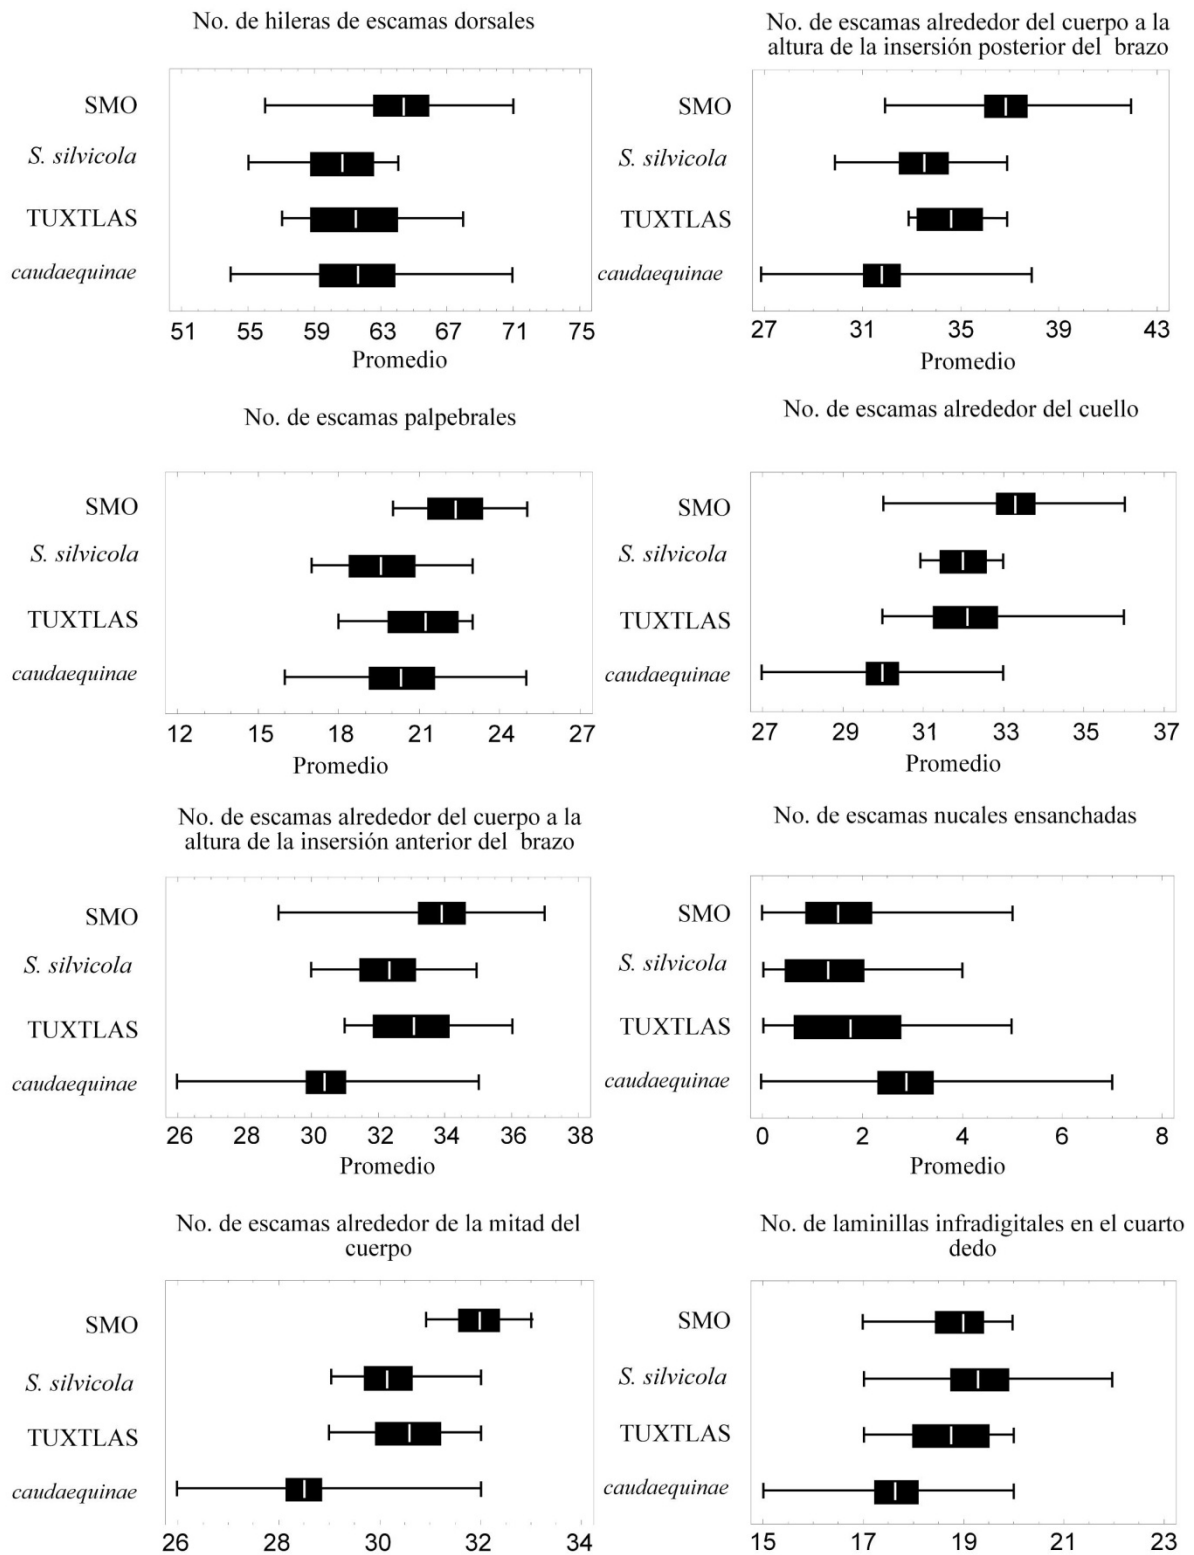 No. de hileras de escamas dorsales
SMO
S. silvicola
TUXTLAS
caudaequinae
51 55 59 63 67 71 75
Promedio
No. de escamas alrededor del cuerpo a la
altura de la insersión posterior del brazo
SMO
S. silvicola
TUXTLAS
caudaequinae
27 31 35 39 43
Promedio
No. de escamas palpebrales
SMO
S. silvicola
TUXTLAS
caudaequinae
12 15 18 21 24 27
Promedio
No. de escamas alrededor del cuello
SMO
S. silvicola
TUXTLAS
caudaequinae
27 29 31 33 35 37
Promedio
No. de escamas alrededor del cuerpo a la
altura de la insersión anterior del brazo
SMO
S. silvicola
TUXTLAS
caudaequinae
26 28 30 32 34 36 38
Promedio
No. de escamas nucales ensanchadas
SMO
S. silvicola
TUXTLAS
caudaequinae
0 2 4 6 8
Promedio
No. de escamas alrededor de la mitad del
cuerpo
SMO
S. silvicola
TUXTLAS
caudaequinae
26 28 30 32 34
No. de laminillas infradigitales en el cuarto
dedo
SMO
S. silvicola
TUXTLAS
caudaequinae
15 17 19 21 23